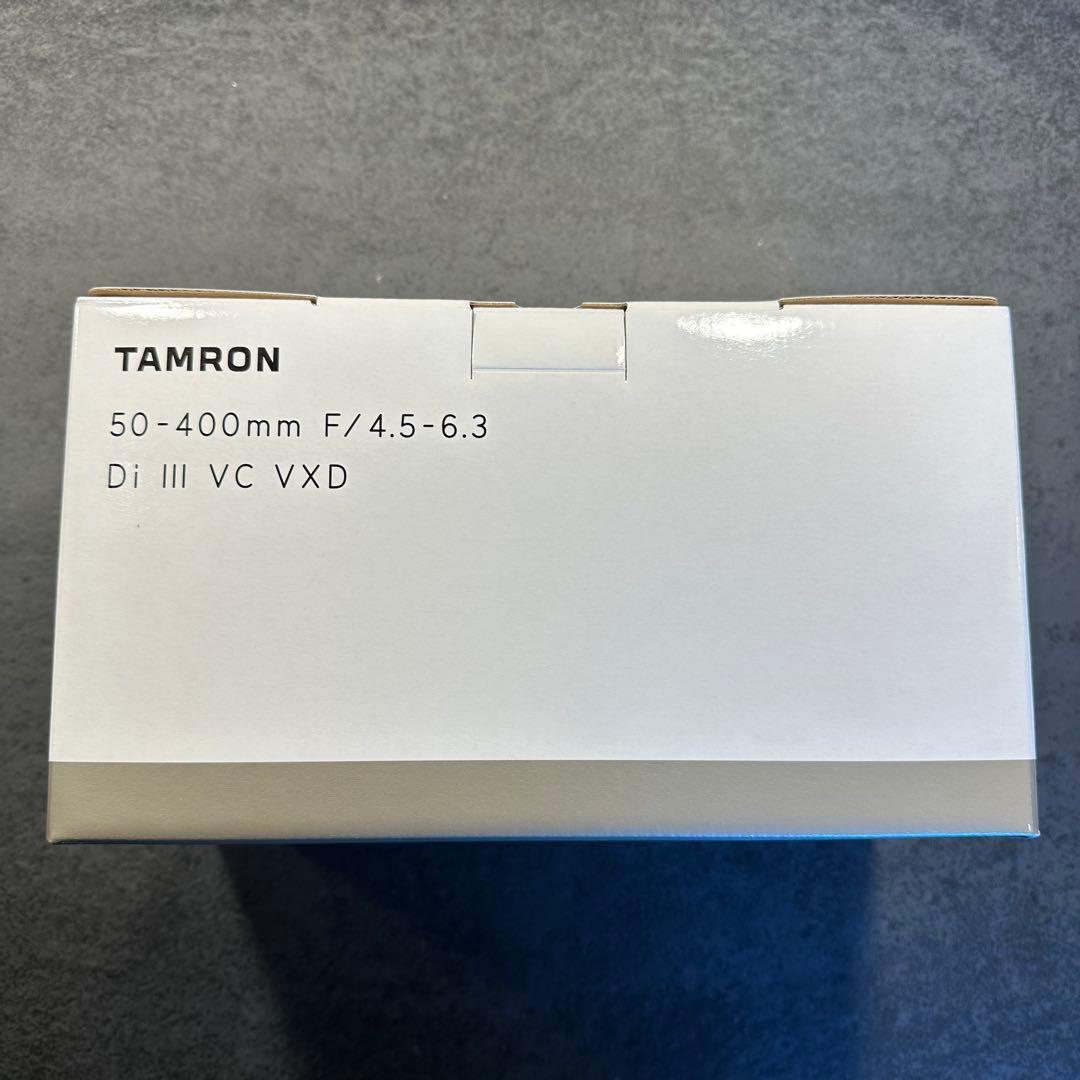 TAMRON
50-400mm F/4.5-6.3
Di III VC VXD